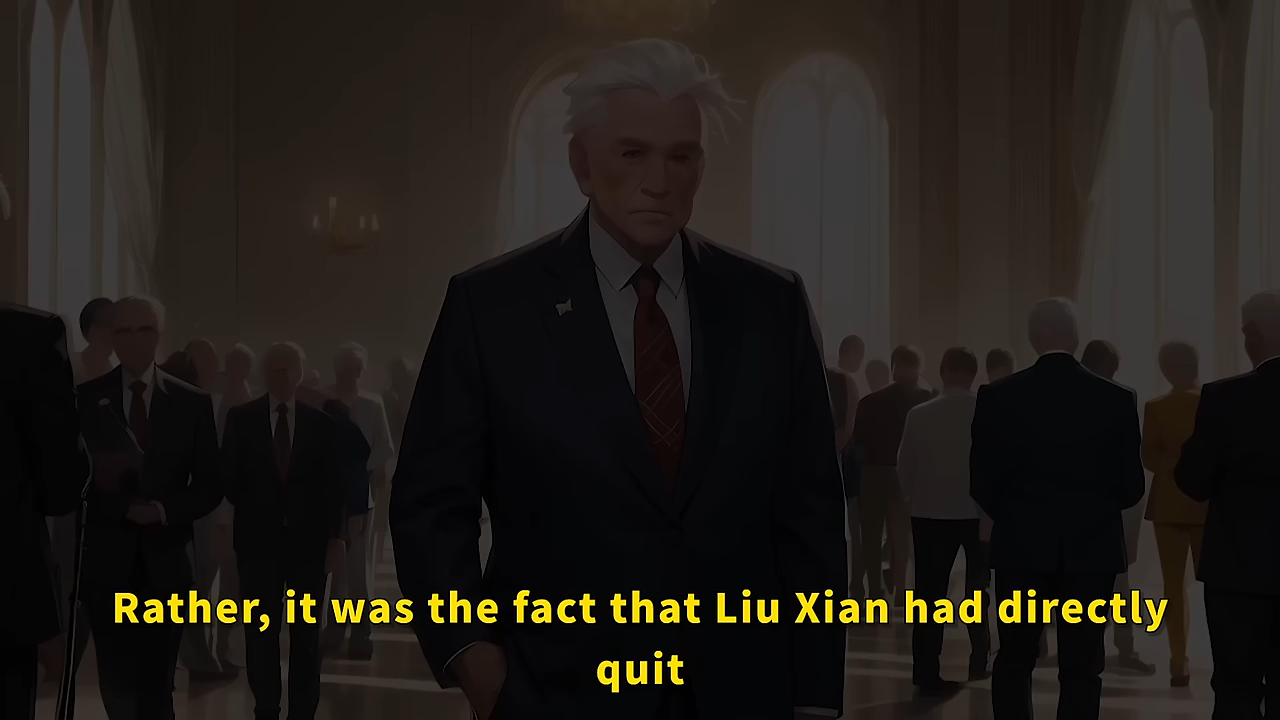 Rather, it was the fact that Liu Xian had directly
quit